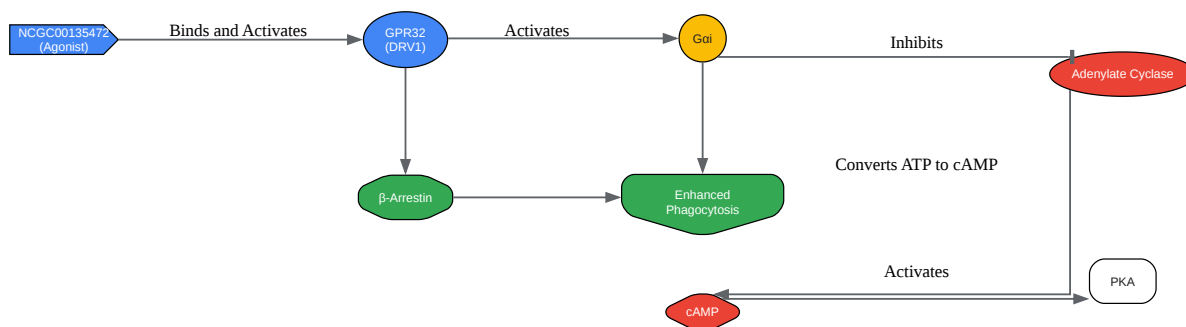 NCGC00135472
(Agonist)
Binds and Activates
GPR32
(DRV1)
Activates
Gαi
Inhibits
Adenylate Cyclase
Converts ATP to cAMP
β-Arrestin
Enhanced
Phagocytosis
Activates
PKA
cAMP